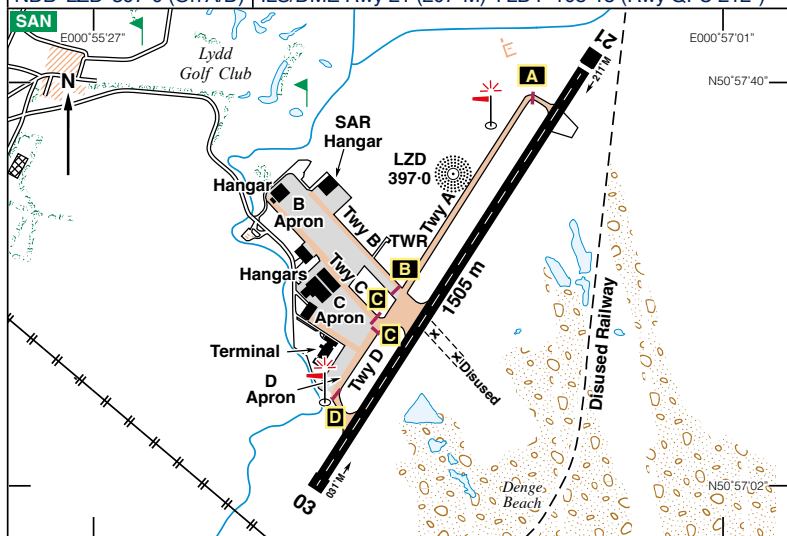 SAN
E000°55'27"
E000°57'01"
N50°57'40"
Lydd
Golf Club
N
21
211°M
E
A
SAR
Hangar
LZD
397·0
Hangar
B
Apron
Twy B
Twy A
TWR
B
Hangars
Twy C
C
C
Apron
C
1505 m
Terminal
D
Apron
Twy D
D
Disused
Disused Railway
03
031°M
Denge
Beach
N50°57'02"